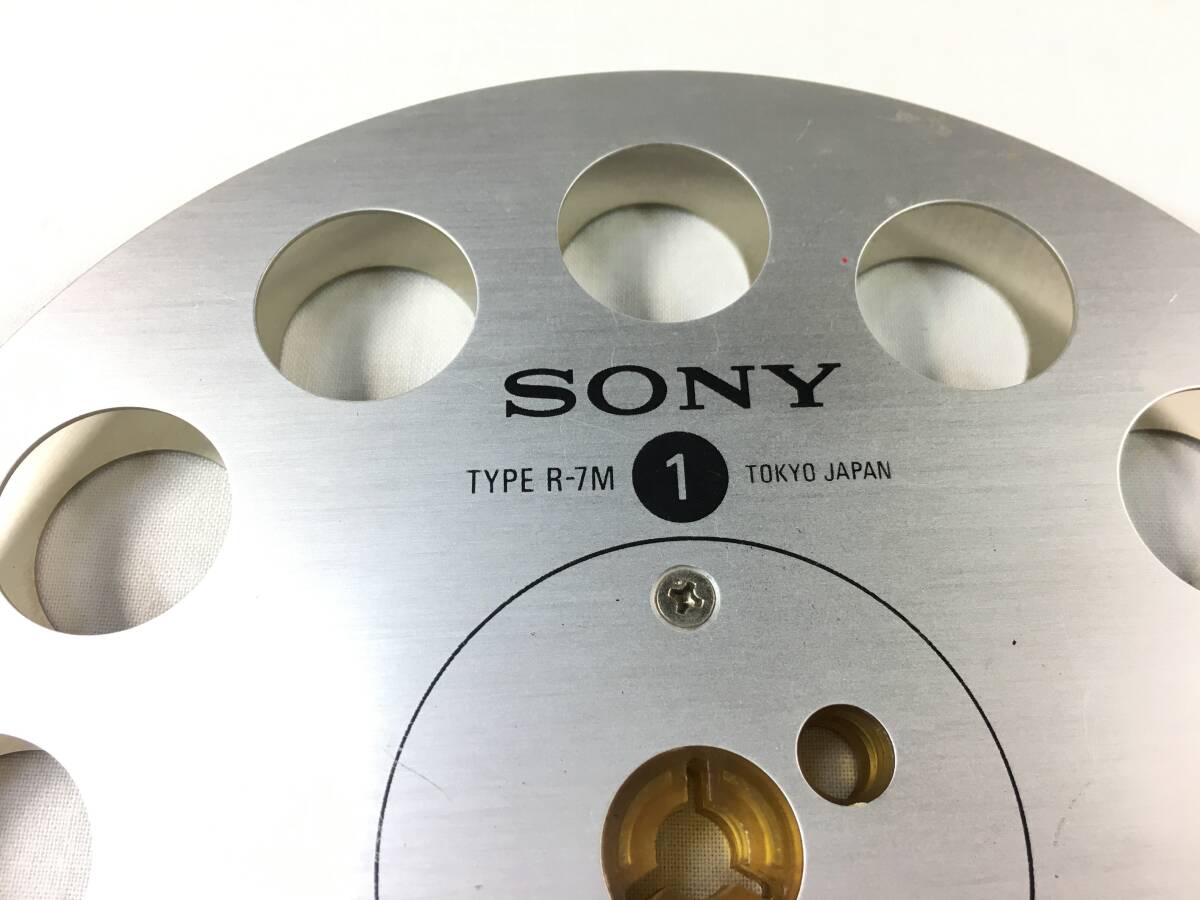 SONY
TYPE R-7M 1 TOKYO JAPAN